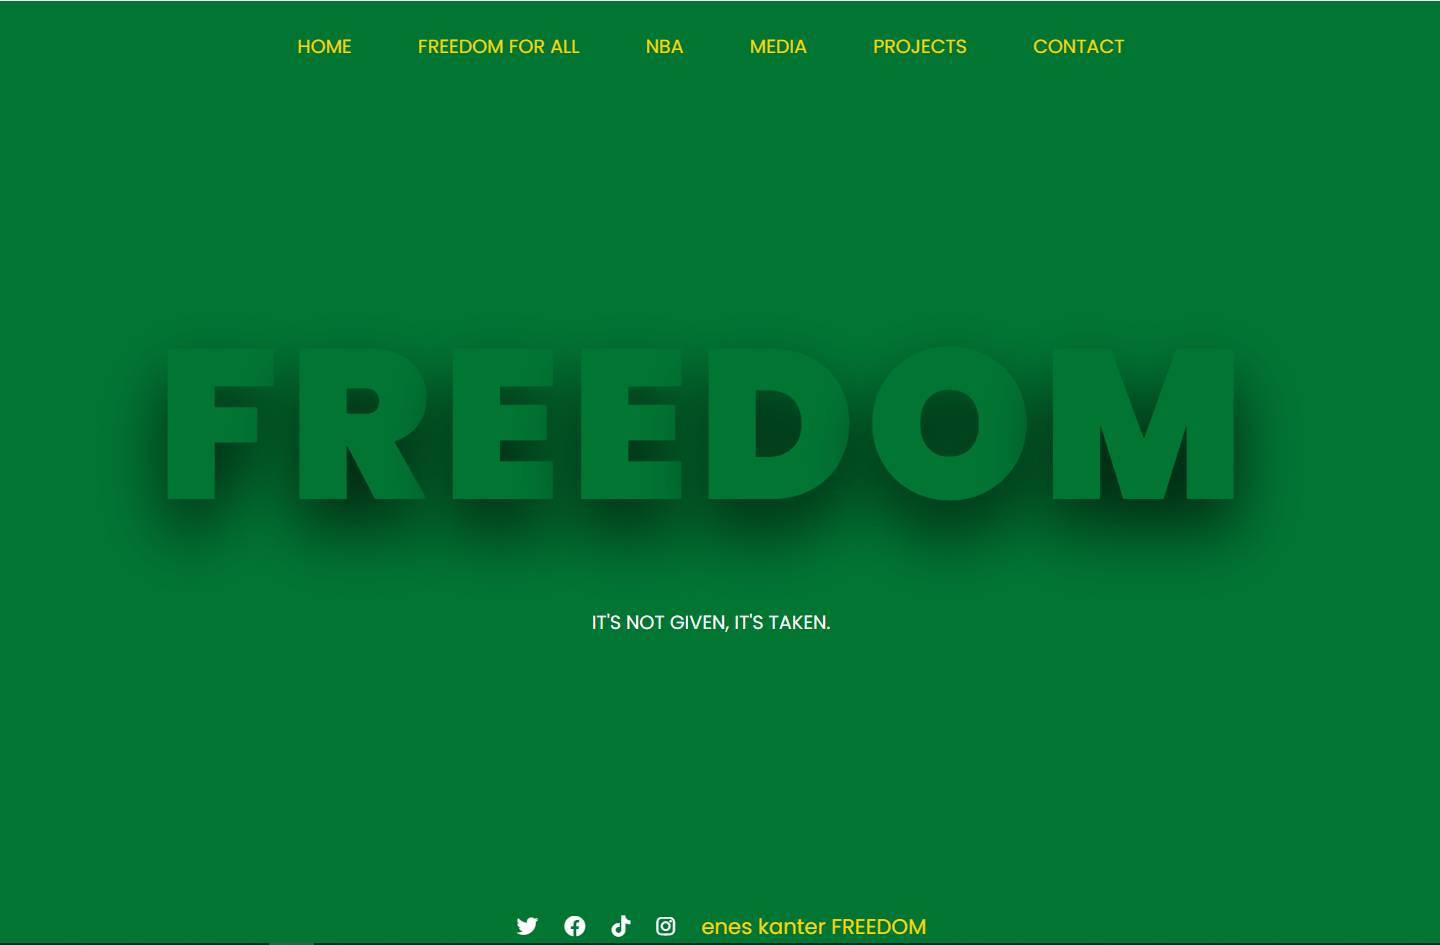 HOME FREEDOM FOR ALL NBA MEDIA PROJECTS CONTACT
FREEDOM
IT'S NOT GIVEN, IT'S TAKEN.
enes kanter FREEDOM